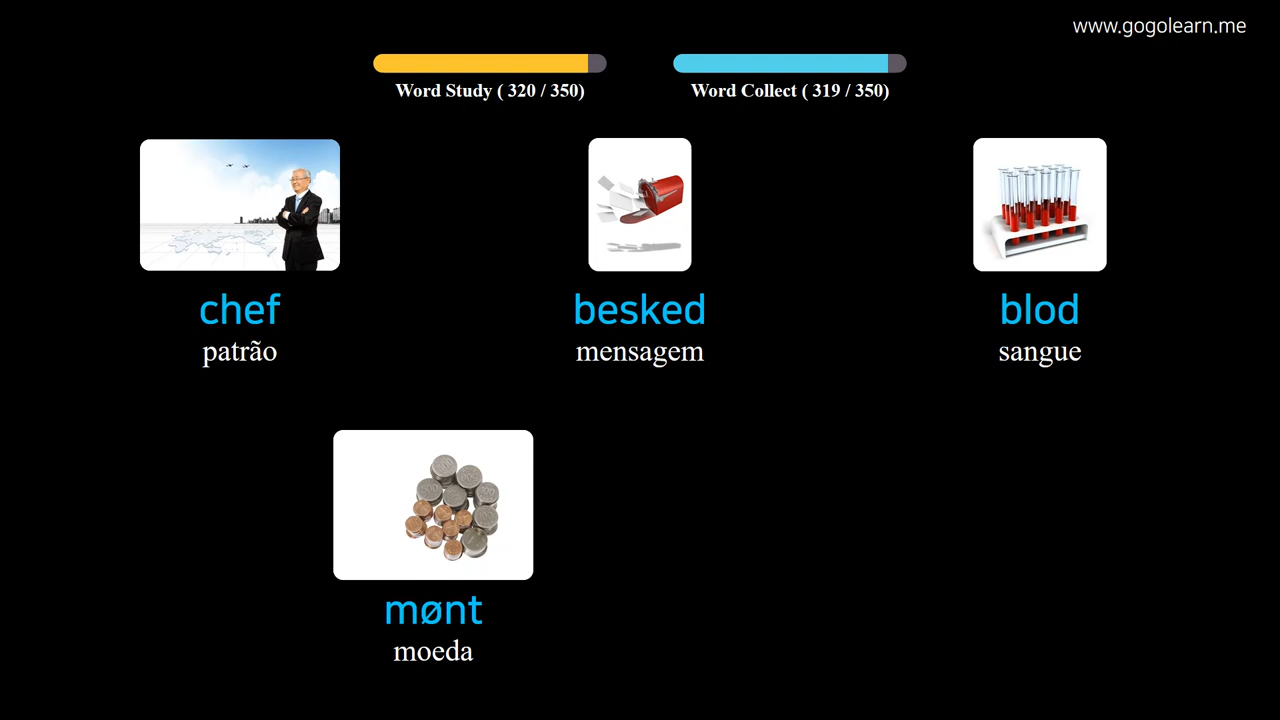 www.gogolearn.me
Word Study ( 320 / 350)
Word Collect ( 319 / 350)
chef
patrão
besked
mensagem
blod
sangue
mønt
moeda